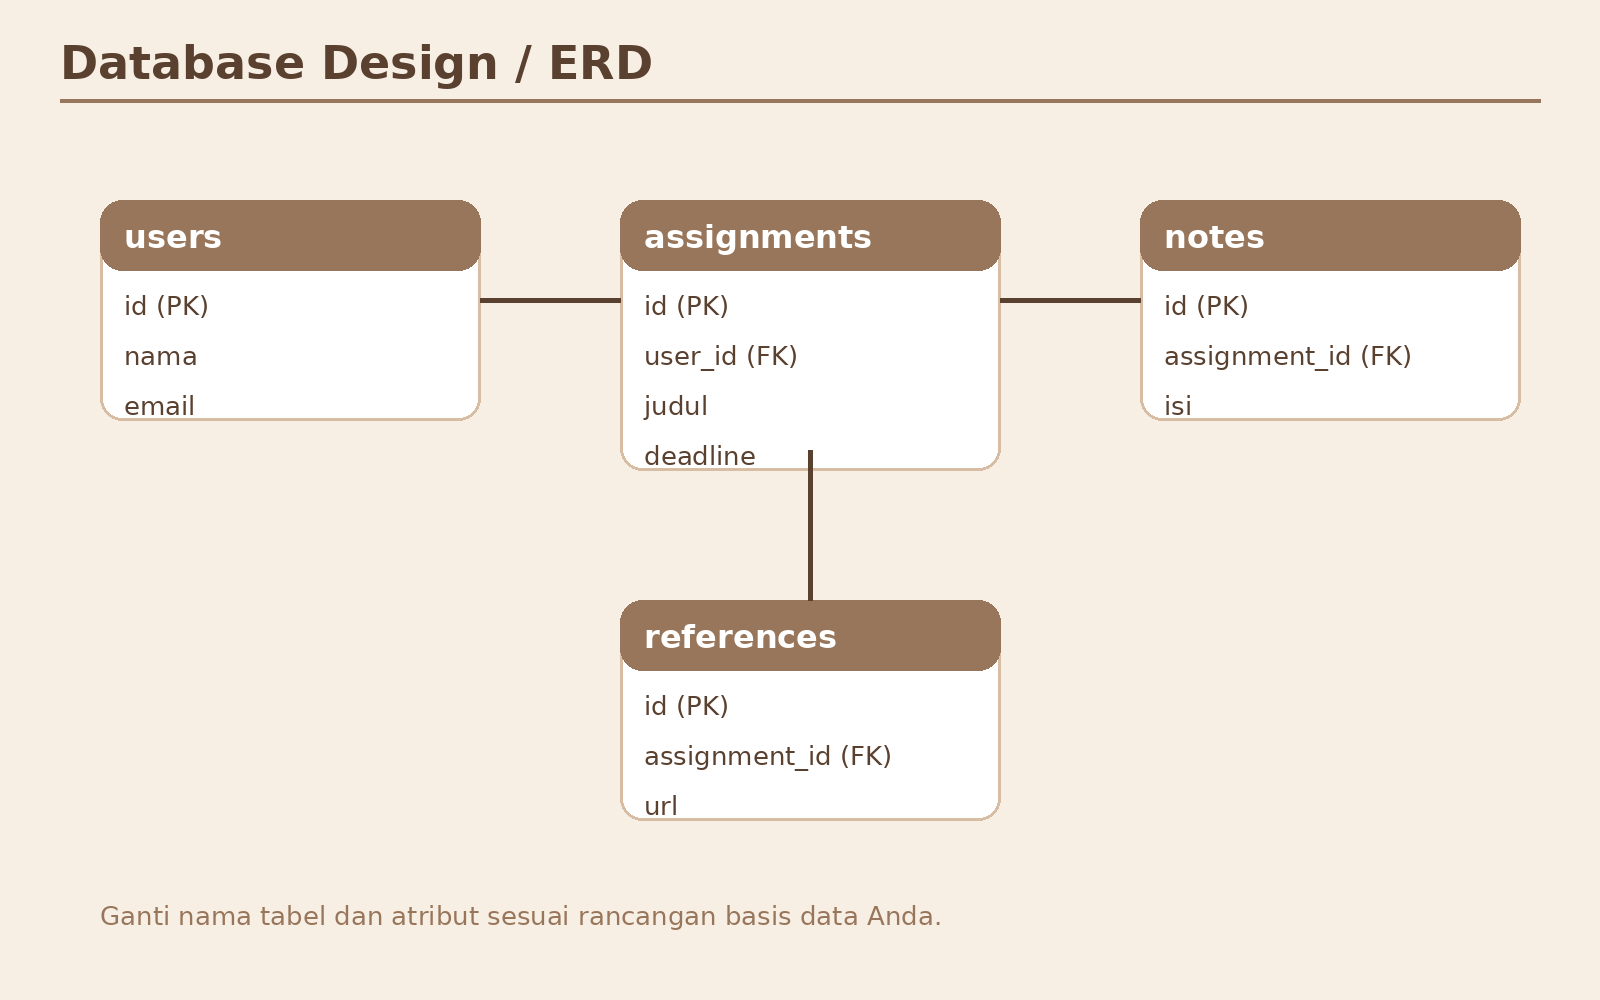 Database Design / ERD
users
id (PK)
nama
email
assignments
id (PK)
user_id (FK)
judul
deadline
notes
id (PK)
assignment_id (FK)
isi
references
id (PK)
assignment_id (FK)
url
Ganti nama tabel dan atribut sesuai rancangan basis data Anda.